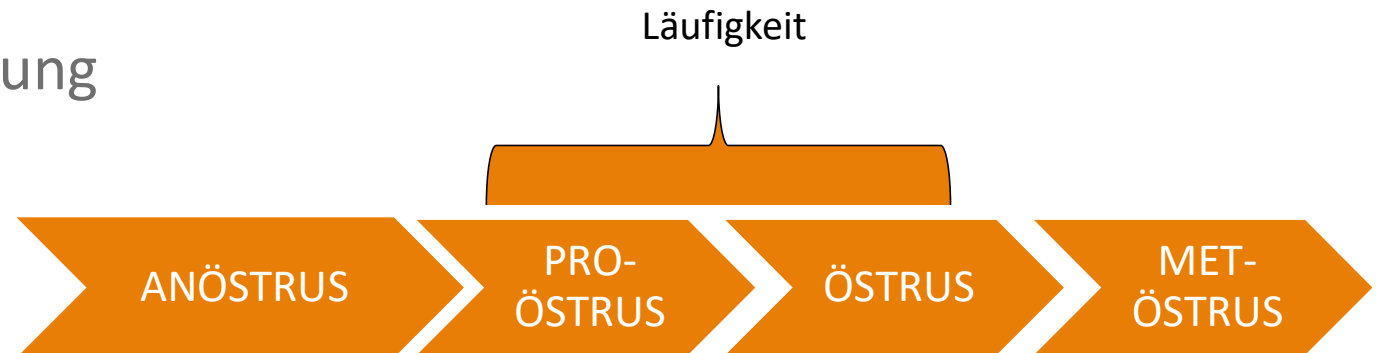 Läufigkeit
ung
ANÖSTRUS
PRO-
ÖSTRUS
ÖSTRUS
MET-
ÖSTRUS